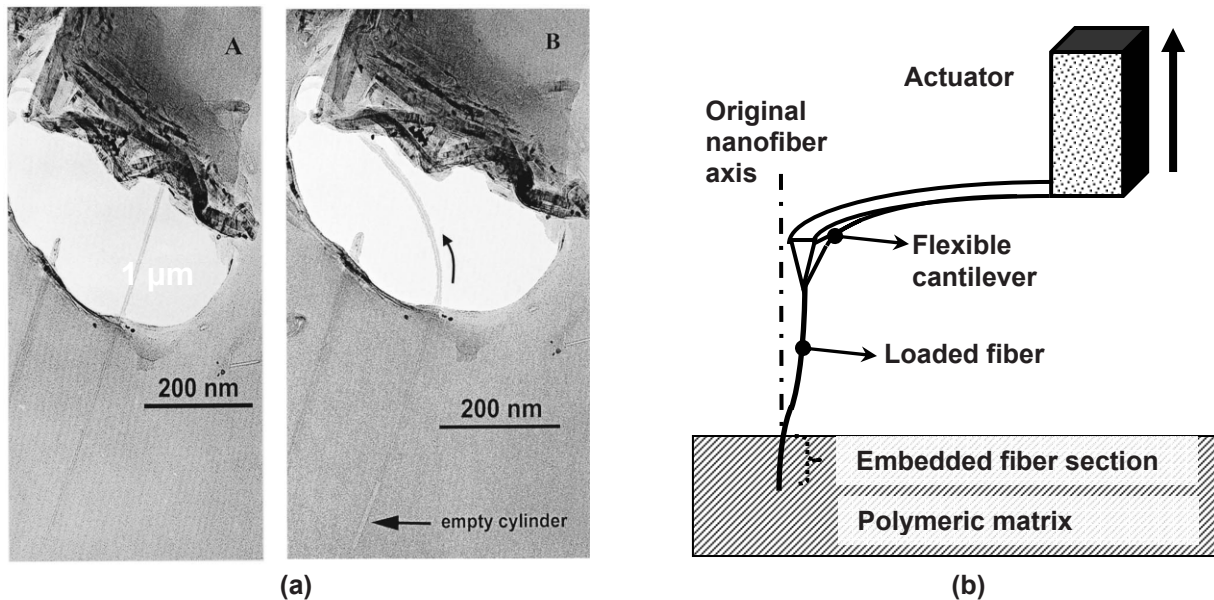 A
B
1 µm
200 nm
200 nm
empty cylinder
(a)
Actuator
Original
nanofiber
axis
Flexible
cantilever
Loaded fiber
Embedded fiber section
Polymeric matrix
(b)